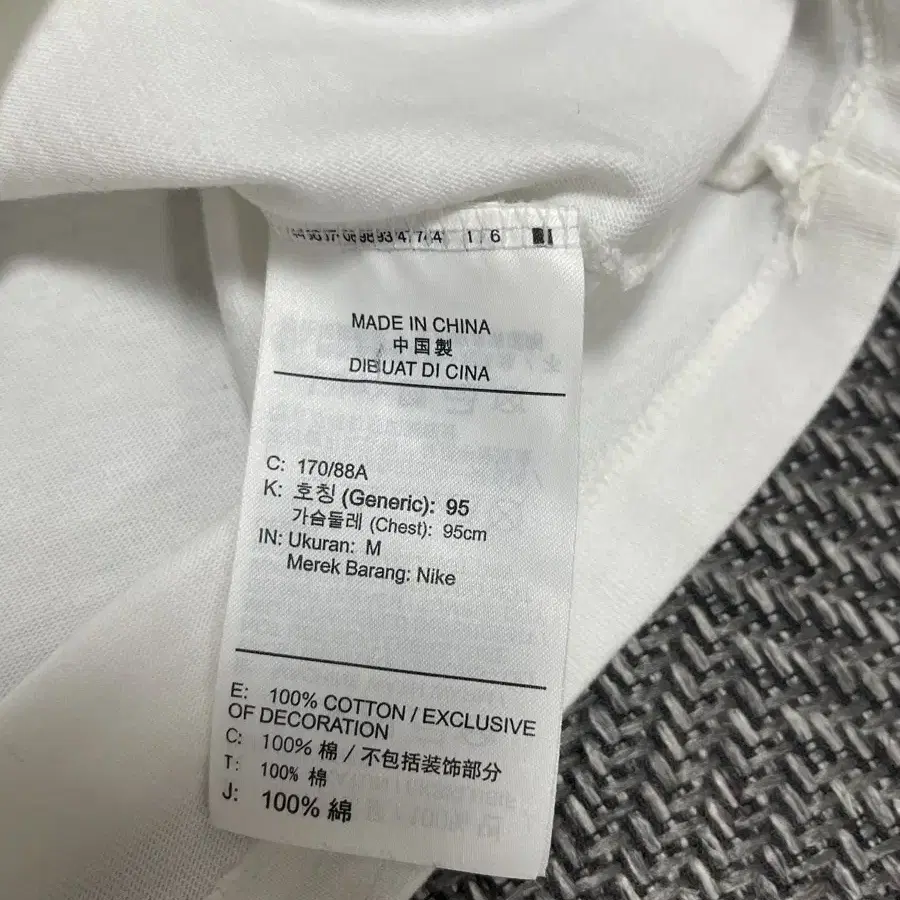 MADE IN CHINA
中国製
DIBUAT DI CINA
C: 170/88A
K: 호칭 (Generic): 95
가슴둘레 (Chest): 95cm
IN: Ukuran: M
Merek Barang: Nike
E: 100% COTTON / EXCLUSIVE
OF DECORATION
C: 100% 棉 / 不包括装饰部分
T: 100% 棉
J: 100% 綿